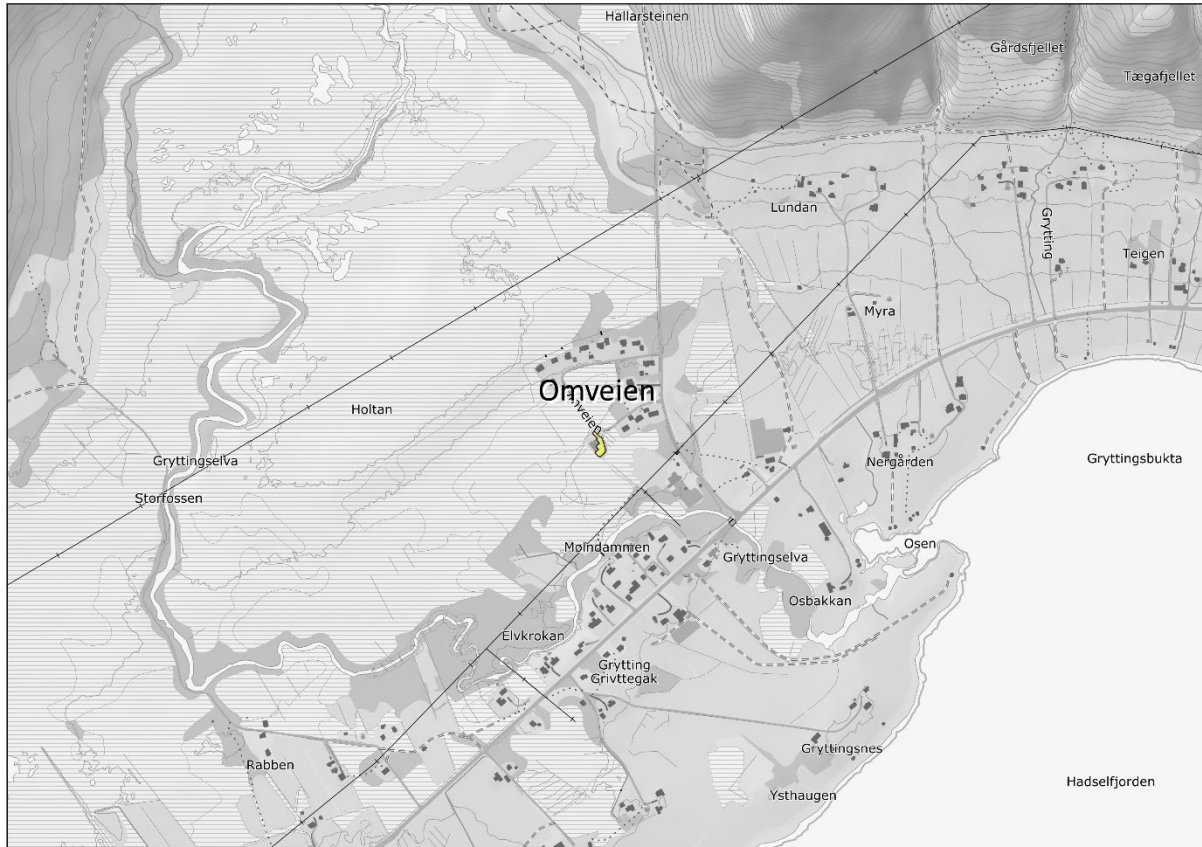 Hallarsteinen
Gårdsfjellet
Tægafjellet
Lundan
Grytting
Teigen
Myra
Omveien
Omveien
Holtan
Gryttingselva
Nergården
Gryttingsbukta
Storfossen
Osen
Moindammen
Gryttingselva
Osbakkan
Elvkrokan
Grytting
Grivttegak
Gryttingsnes
Rabben
Ysthaugen
Hadselfjorden